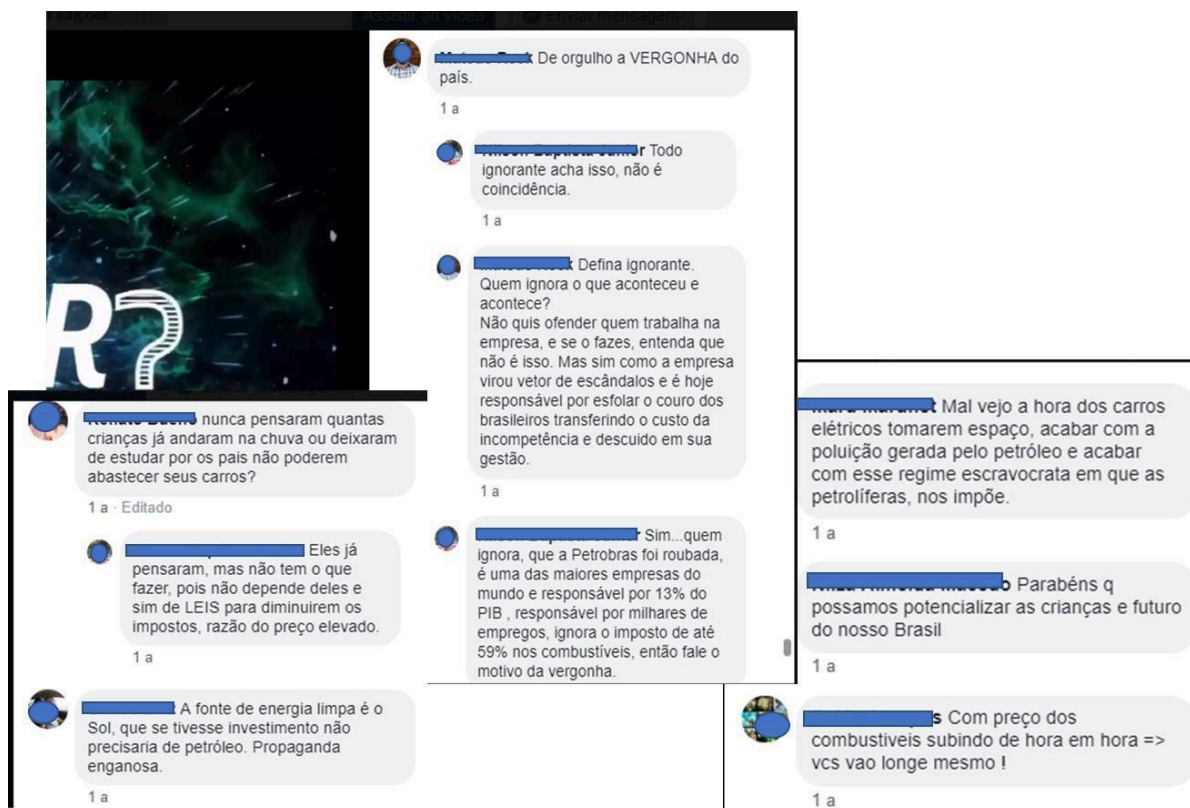 edições
Assistir ao vídeo
Enviar mensagem
R?
De orgulho a VERGONHA do
país.
1 a
Todo
ignorante acha isso, não é
coincidência.
1 a
Defina ignorante.
Quem ignora o que aconteceu e
acontece?
Não quis ofender quem trabalha na
empresa, e se o fazes, entenda que
não é isso. Mas sim como a empresa
virou vetor de escândalos e é hoje
responsável por esfolar o couro dos
brasileiros transferindo o custo da
incompetência e descuido em sua
gestão.
1 a
Sim...quem
ignora, que a Petrobras foi roubada,
é uma das maiores empresas do
mundo e responsável por 13% do
PIB , responsável por milhares de
empregos, ignora o imposto de até
59% nos combustíveis, então fale o
motivo da vergonha.
nunca pensaram quantas
crianças já andaram na chuva ou deixaram
de estudar por os pais não poderem
abastecer seus carros?
1 a · Editado
Eles já
pensaram, mas não tem o que
fazer, pois não depende deles e
sim de LEIS para diminuirem os
impostos, razão do preço elevado.
1 a
A fonte de energia limpa é o
Sol, que se tivesse investimento não
precisaria de petróleo. Propaganda
enganosa.
1 a
Mal vejo a hora dos carros
elétricos tomarem espaço, acabar com a
poluição gerada pelo petróleo e acabar
com esse regime escravocrata em que as
petrolíferas, nos impõe.
1 a
Parabéns q
possamos potencializar as crianças e futuro
do nosso Brasil
1 a
Com preço dos
combustiveis subindo de hora em hora =>
vcs vao longe mesmo !
1 a